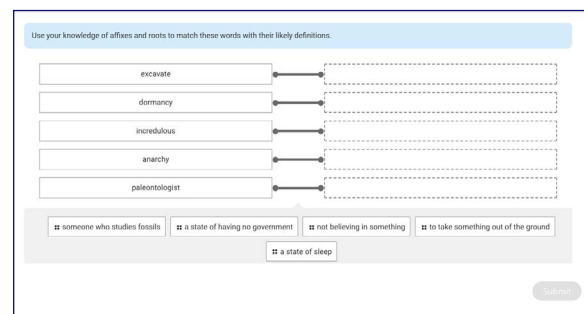 Use your knowledge of affixes and roots to match these words with their likely definitions.
excavate
dormancy
incredulous
anarchy
paleontologist
someone who studies fossils
a state of having no government
not believing in something
to take something out of the ground
a state of sleep
Submit